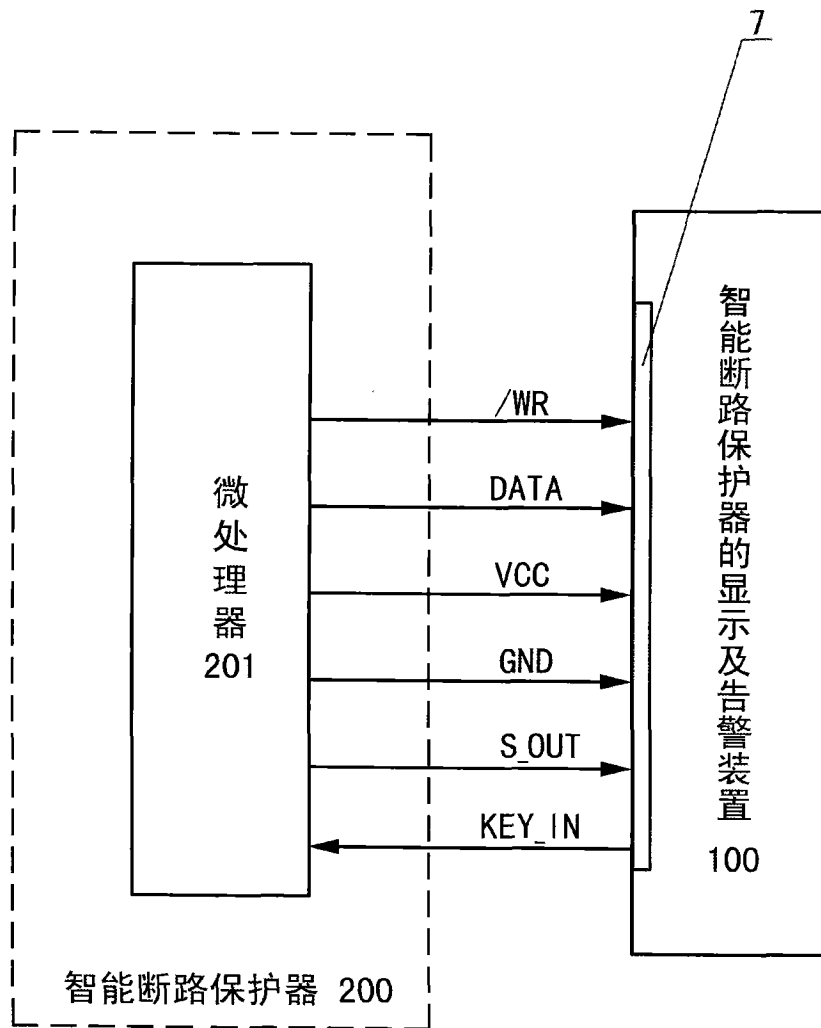 7
/WR
DATA
VCC
GND
S_OUT
KEY_IN
微处理器
201
智能断路保护器的显示及告警装置
100
智能断路保护器 200